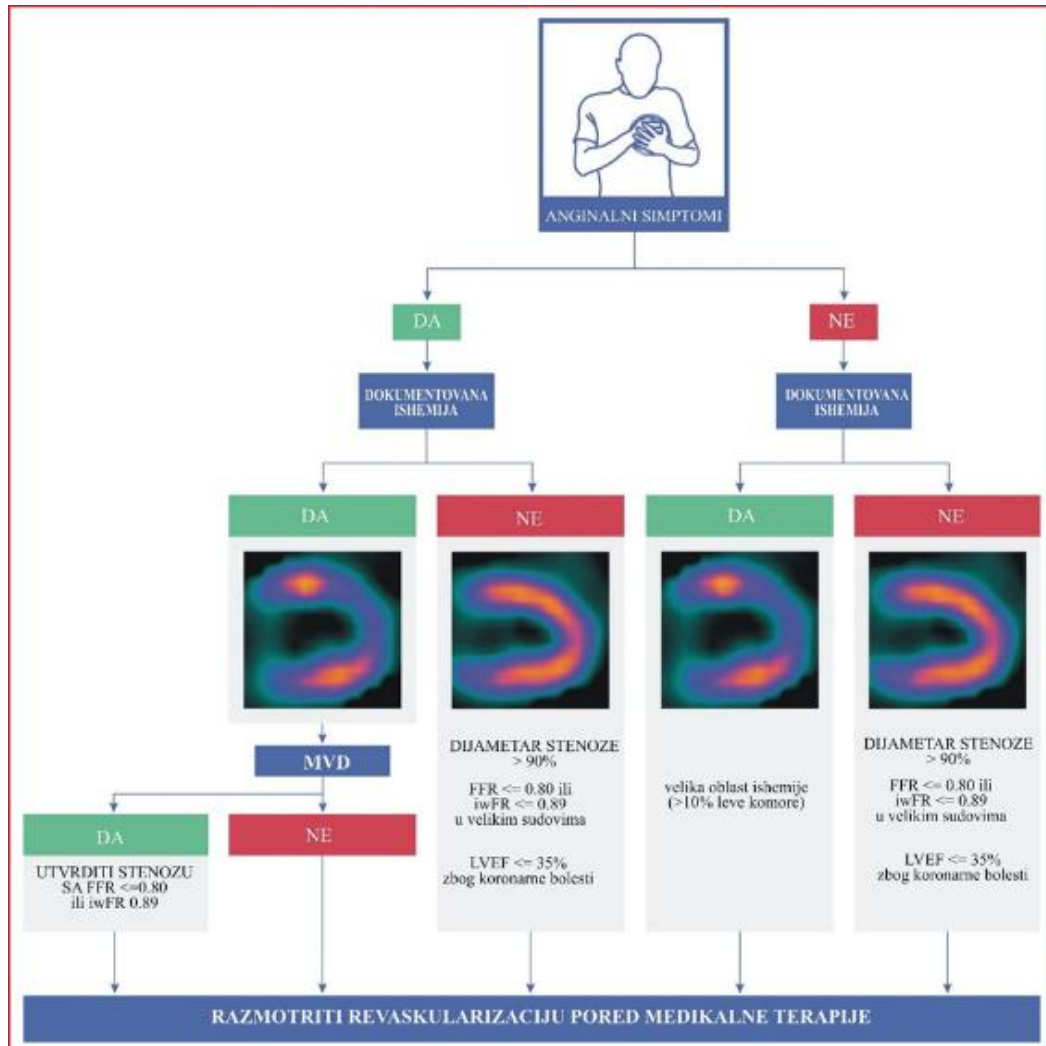 ANGINALNI SIMPTOMI
DA
NE
DOKUMENTOVANA
ISHEMIJA
DOKUMENTOVANA
ISHEMIJA
DA
NE
DA
NE
MVD
DA
NE
UTVRDITI STENOZU
SA FFR <=0.80
ili iwFR 0.89
DIJAMETAR STENOZE
> 90%
FFR <= 0.80 ili
iwFR <= 0.89
u velikim sudovima
LVEF <= 35%
zbog koronarne bolesti
velika oblast ishemije
(>10% leve komore)
DIJAMETAR STENOZE
> 90%
FFR <= 0.80 ili
iwFR <= 0.89
u velikim sudovima
LVEF <= 35%
zbog koronarne bolesti
RAZMOTRITI REVASKULARIZACIJU PORED MEDIKALNE TERAPIJE